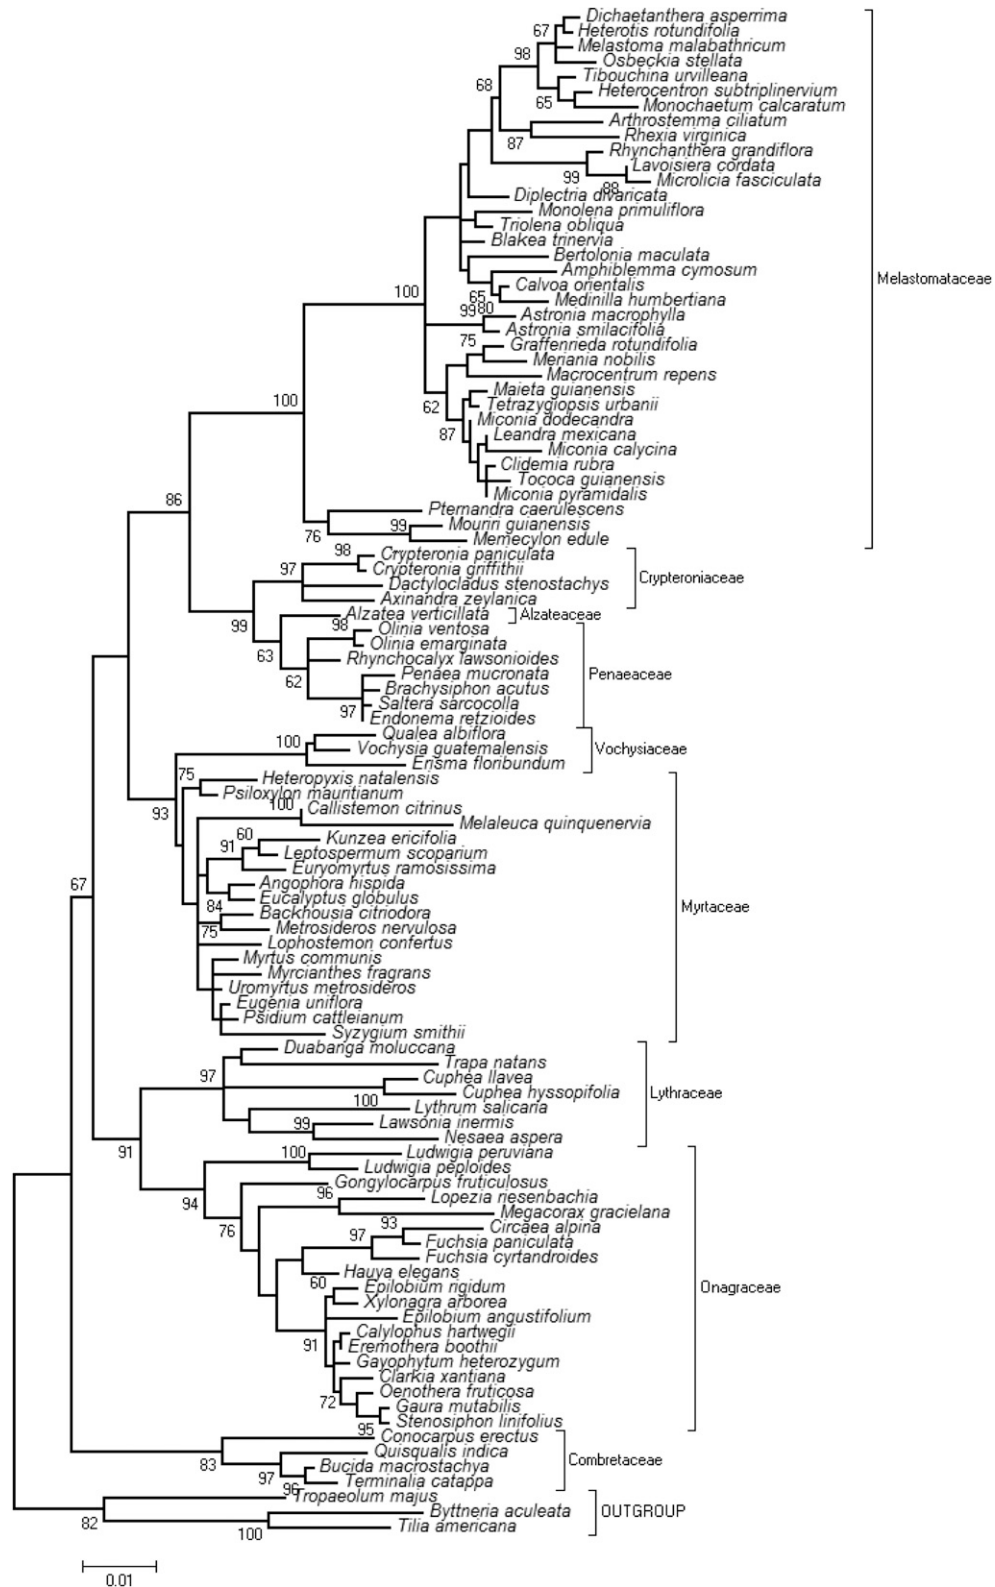 Dichaetanthera asperrima
67
Heterotis rotundifolia
Melastoma malabathricum
98
Osbeckia stellata
Tibouchina urvilleana
68
Heterocentron subtriplinervium
65
Monochaetum calcaratum
Arthrostemma ciliatum
Rhexia virginica
87
Rhynchanthera grandiflora
Lavoisiera cordata
99
Microlicia fasciculata
88
Diplectria divaricata
Monolena primuliflora
Triolena obliqua
Blakea trinervia
Bertolonia maculata
Amphiblemma cymosum
Melastomataceae
Calvoa orientalis
100
65
Medinilla humbertiana
99
80
Astronia macrophylla
Astronia smilacifolia
75
Graffenrieda rotundifolia
Meriania nobilis
Macrocentrum repens
Maieta guianensis
100
62
Tetrazygiopsis urbanii
Miconia dodecandra
87
Leandra mexicana
Miconia calycina
Clidemia rubra
Tococa guianensis
Miconia pyramidalis
86
Pternandra caerulescens
99
Mouriri guianensis
76
Memecylon edule
98
Crypteronia paniculata
97
Crypteronia griffithii
Crypteroniaceae
Dactylocladus stenostachys
Axinandra zeylanica
Alzatea verticillata
Alzateaceae
99
98
Olinia ventosa
Olinia emarginata
63
Rhynchocalyx lawsonioides
Penaea mucronata
Penaeaceae
62
Brachysiphon acutus
Saltera sarcocolla
97
Endonema retzioides
Qualea albiflora
100
Vochysia guatemalensis
Vochysiaceae
Erisma floribundum
75
Heteropyxis natalensis
Psiloxylon mauritianum
93
100
Callistemon citrinus
Melaleuca quinquenervia
60
Kunzea ericifolia
91
Leptospermum scoparium
Euryomyrtus ramosissima
67
Angophora hispida
Eucalyptus globulus
84
Backhousia citriodora
Myrtaceae
75
Metrosideros nervulosa
Lophostemon confertus
Myrtus communis
Myrcianthes fragrans
Uromyrtus metrosideros
Eugenia uniflora
Psidium cattleianum
Syzygium smithii
Duabanga moluccana
Trapa natans
97
Cuphea llavea
Cuphea hyssopifolia
Lythraceae
100
Lythrum salicaria
99
Lawsonia inermis
Nesaea aspera
91
100
Ludwigia peruviana
Ludwigia peploides
Gongylocarpus fruticulosus
94
96
Lopezia riesenbachia
Megacorax gracielana
76
93
Circaea alpina
97
Fuchsia paniculata
Fuchsia cyrtandroides
Hauya elegans
60
Epilobium rigidum
Onagraceae
Xylonagra arborea
Epilobium angustifolium
Calylophus hartwegii
91
Eremothera boothii
Gayophytum heterozygum
Clarkia xantiana
72
Oenothera fruticosa
Gaura mutabilis
Stenosiphon linifolius
95
Conocarpus erectus
83
Quisqualis indica
Combretaceae
97
Bucida macrostachya
96
Terminalia catappa
Tropaeolum majus
82
Byttneria aculeata
OUTGROUP
100
Tilia americana
0.01